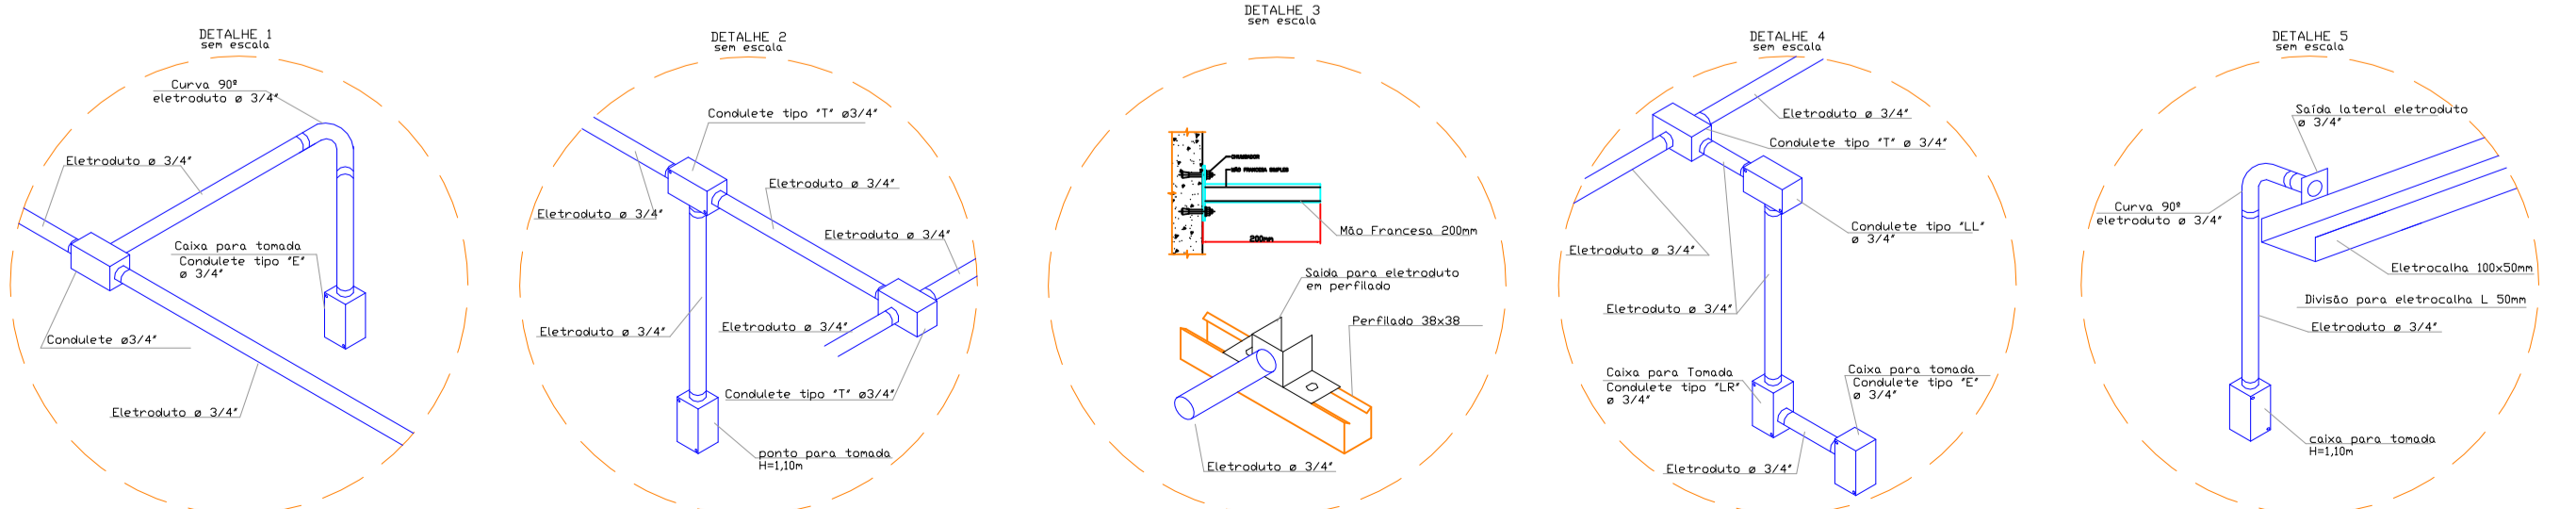 DETALHE 1
sem escala
Curva 90º
eletroduto ø 3/4"
Eletroduto ø 3/4"
Caixa para tomada
Condulete tipo "E"
ø 3/4"
Condulete ø3/4"
Eletroduto ø 3/4"
DETALHE 2
sem escala
Condulete tipo "T" ø3/4"
Eletroduto ø 3/4"
Eletroduto ø 3/4"
Eletroduto ø 3/4"
Eletroduto ø 3/4"
Eletroduto ø 3/4"
Condulete tipo "T" ø3/4"
ponto para tomada
H=1,10m
DETALHE 3
sem escala
CHUMBADOR
MÃO FRANCESA SIMPLES
200mm
Mão Francesa 200mm
Saida para eletroduto
em perfilado
Perfilado 38x38
Eletroduto ø 3/4"
DETALHE 4
sem escala
Eletroduto ø 3/4"
Condulete tipo "T" ø 3/4"
Condulete tipo "LL"
ø 3/4"
Eletroduto ø 3/4"
Eletroduto ø 3/4"
Caixa para Tomada
Condulete tipo "LR"
ø 3/4"
Caixa para tomada
Condulete tipo "E"
ø 3/4"
Eletroduto ø 3/4"
DETALHE 5
sem escala
Saída lateral eletroduto
ø 3/4"
Curva 90º
eletroduto ø 3/4"
Eletrocalha 100x50mm
Divisão para eletrocalha L 50mm
Eletroduto ø 3/4"
caixa para tomada
H=1,10m